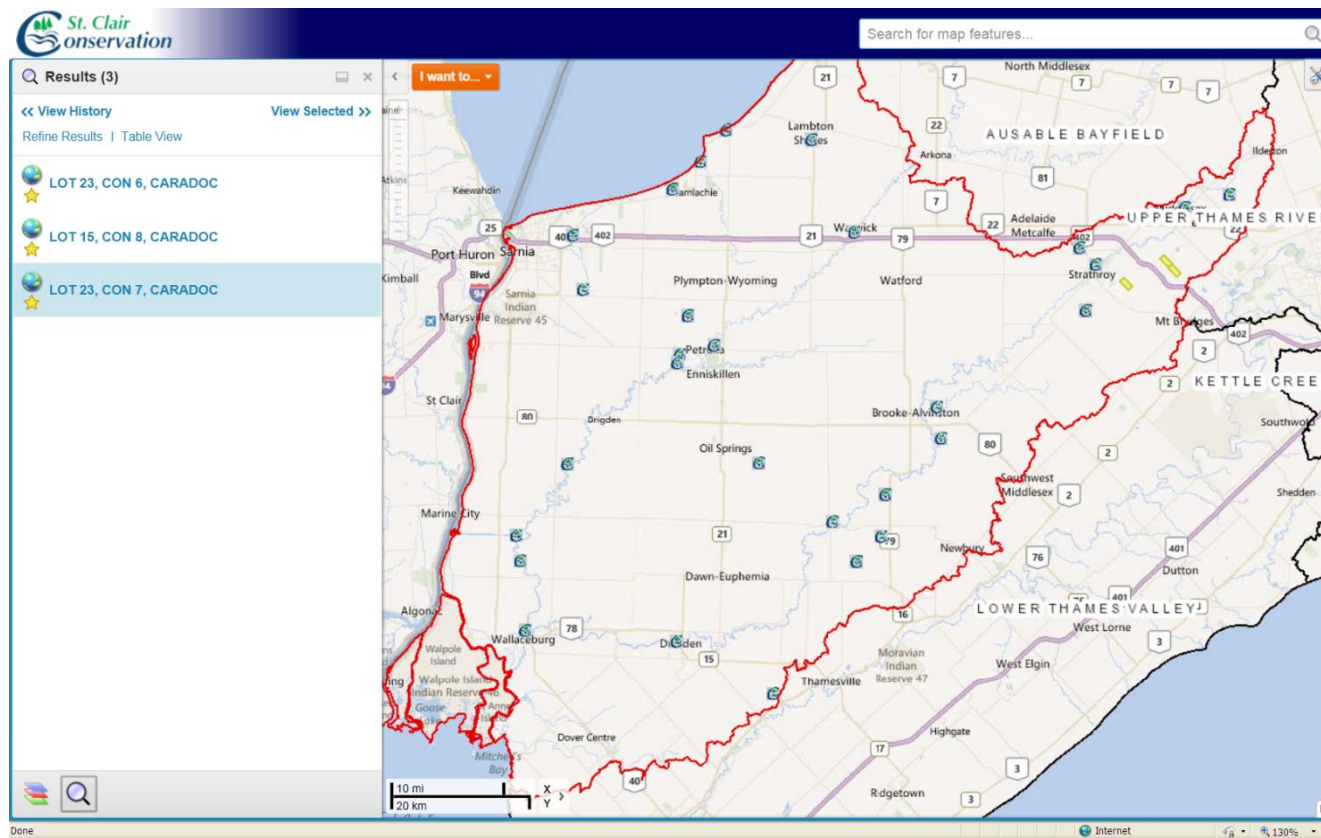 St. Clair
Conservation
Search for map features...
Results (3)
I want to...
<< View History
View Selected >>
Refine Results | Table View
LOT 23, CON 6, CARADOC
LOT 15, CON 8, CARADOC
LOT 23, CON 7, CARADOC
North Middlesex
21
7
7
7
7
Lambton
Shores
22
AUSABLE BAYFIELD
Arkona
Ilderton
81
Keewahdin
Camlachie
7
22
Adelaide
Metcalfe
UPPER THAMES RIVER
22
25
402
402
21
Warwick
79
402
Port Huron
Sarnia
Kimball
Blvd
94
Sarnia
Indian
Reserve 45
Plympton-Wyoming
Watford
Strathroy
Marysville
Mt Brydges
402
2
Petrolia
Enniskillen
94
2
KETTLE CREE
St Clair
80
Brigden
Brooke-Alvinston
Southwold
Oil Springs
80
2
Southwest
Middlesex
2
Shedden
Marine City
21
79
Newbury
76
401
Dutton
Dawn-Euphemia
Algonac
16
LOWER THAMES VALLEY
401
West Lorne
3
Wallaceburg
78
Dresden
15
Walpole
Island
Walpole Island
Indian Reserve 46
Goose
Lake
Moravian
Indian
Reserve 47
West Elgin
Thamesville
Dover Centre
Highgate
17
Mitchell's
Bay
3
40
Ridgetown
3
10 mi
20 km
X
Y
Done
Internet
130%